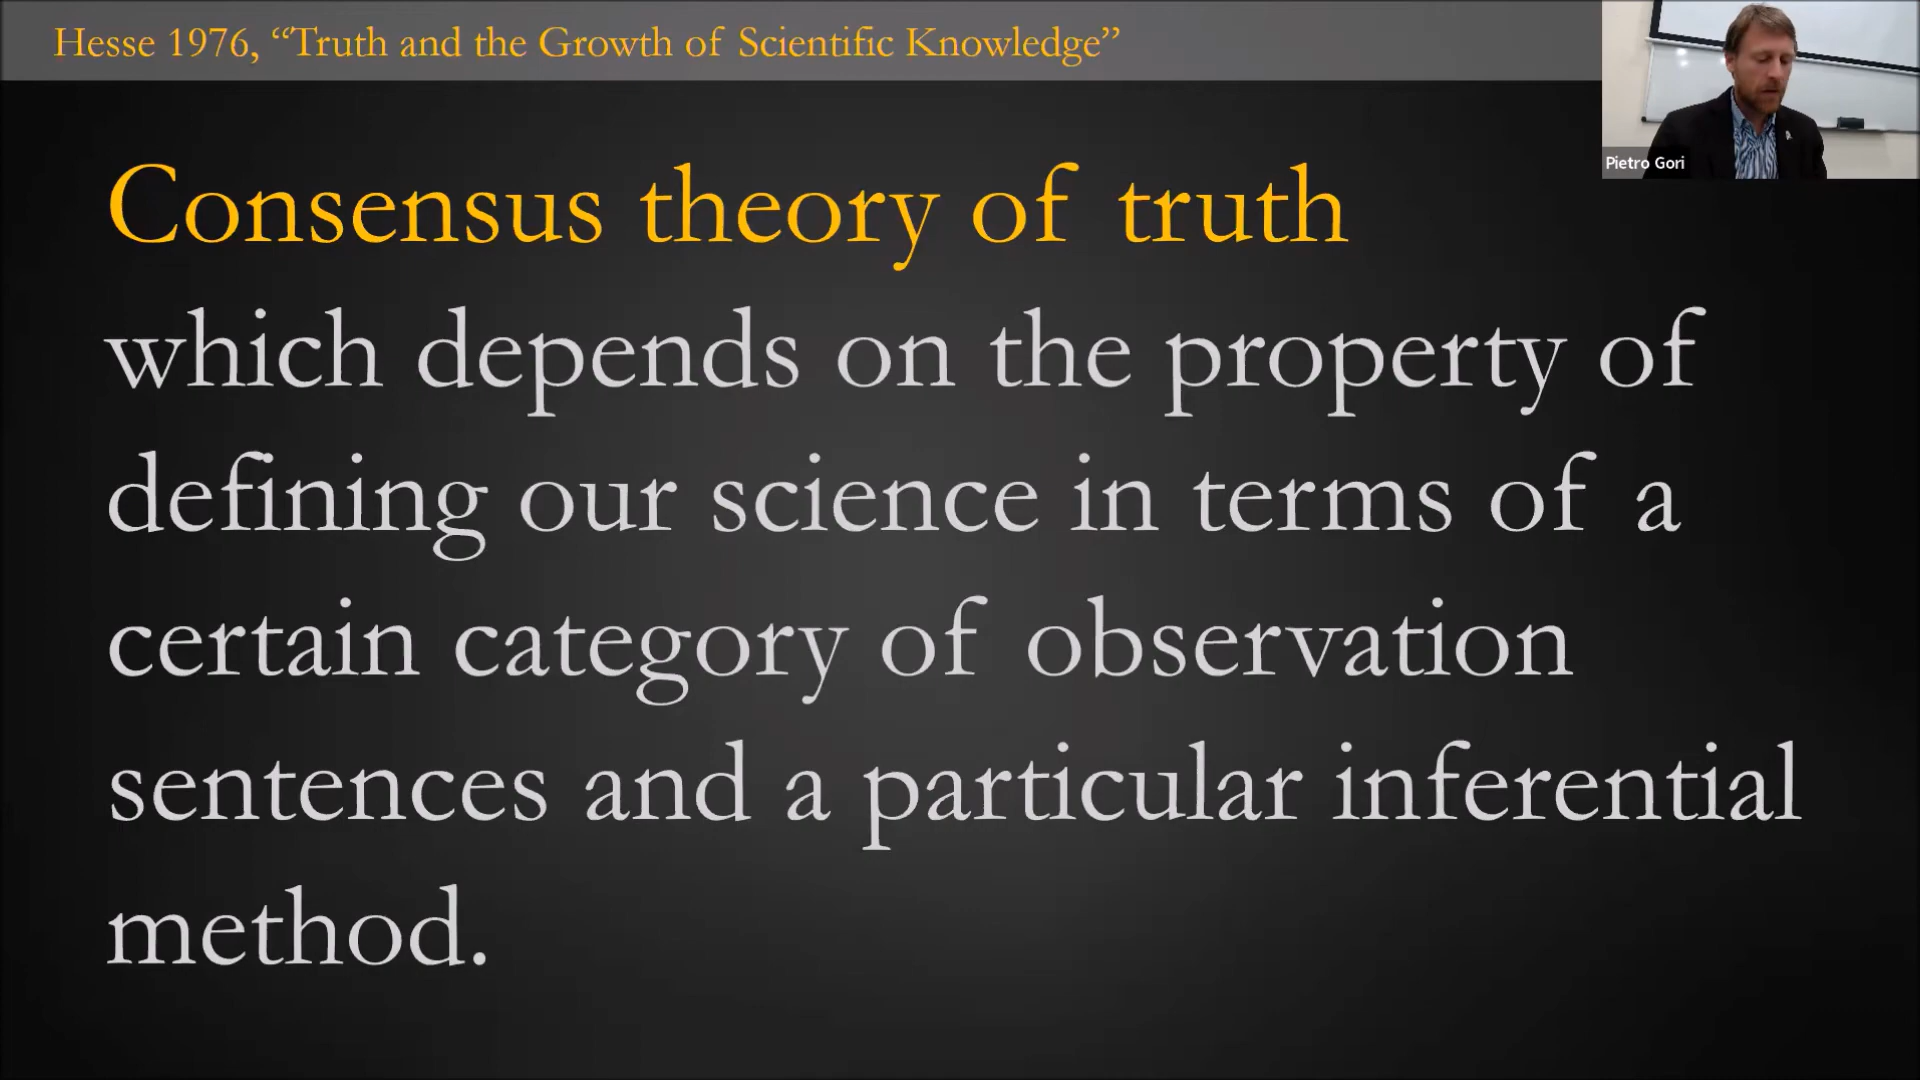 Hesse 1976, “Truth and the Growth of Scientific Knowledge”
Pietro Gori
Consensus theory of truth
which depends on the property of
defining our science in terms of a
certain category of observation
sentences and a particular inferential
method.